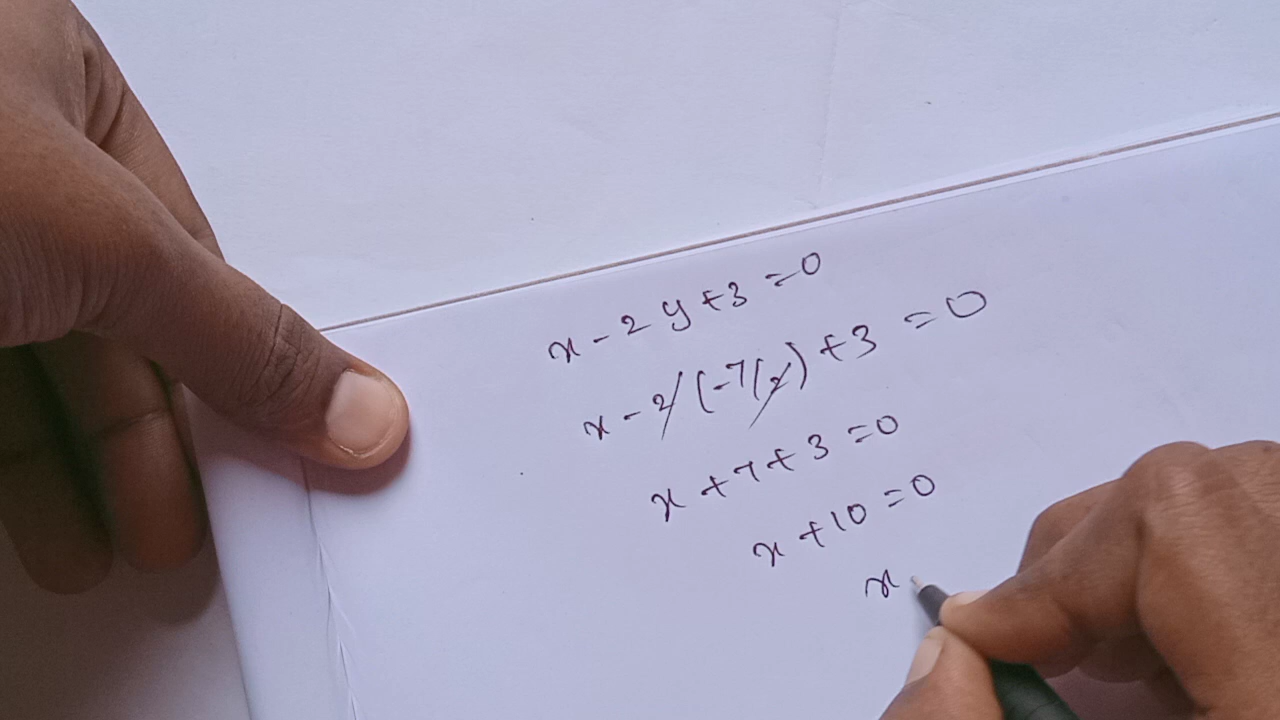 x - 2y + 3 = 0
x - 2 (-7/2) + 3 = 0
x + 7 + 3 = 0
x + 10 = 0
x